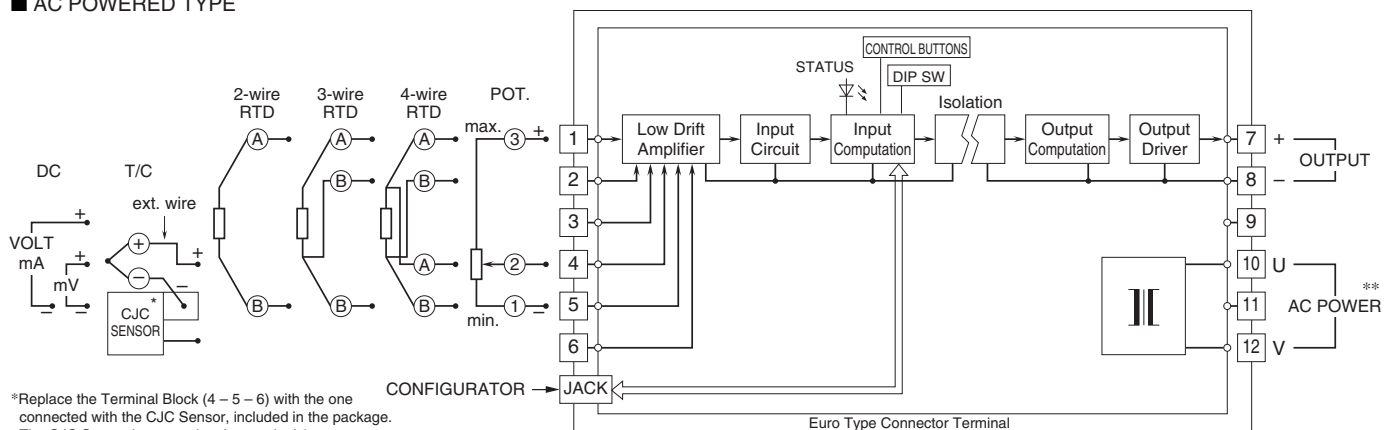 ■ AC POWERED TYPE
2-wire
RTD
3-wire
RTD
4-wire
RTD
POT.
max.
min.
DC
T/C
ext. wire
VOLT
mA
mV
+
+
−
−
+
−
+
−
*
CJC
SENSOR
A
B
A
B
B
A
B
A
B
3 +
2
1 −
1
2
3
4
5
6
CONFIGURATOR
JACK
STATUS
CONTROL BUTTONS
DIP SW
Isolation
Low Drift
Amplifier
Input
Circuit
Input
Computation
Output
Computation
Output
Driver
7 +
8 −
OUTPUT
9
10 U
11
12 V
AC POWER **
Euro Type Connector Terminal
*Replace the Terminal Block (4 – 5 – 6) with the one
connected with the CJC Sensor, included in the package.